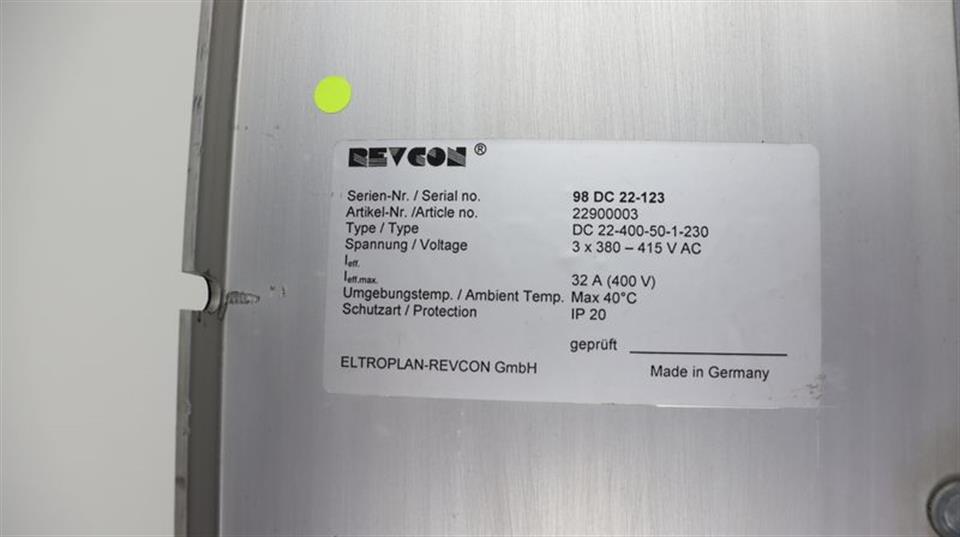 REVCON ®
Serien-Nr. / Serial no. 98 DC 22-123
Artikel-Nr. /Article no. 22900003
Type / Type DC 22-400-50-1-230
Spannung / Voltage 3 x 380 – 415 V AC
Ieff.
Ieff.max. 32 A (400 V)
Umgebungstemp. / Ambient Temp. Max 40°C
Schutzart / Protection IP 20
geprüft
ELTROPLAN-REVCON GmbH Made in Germany